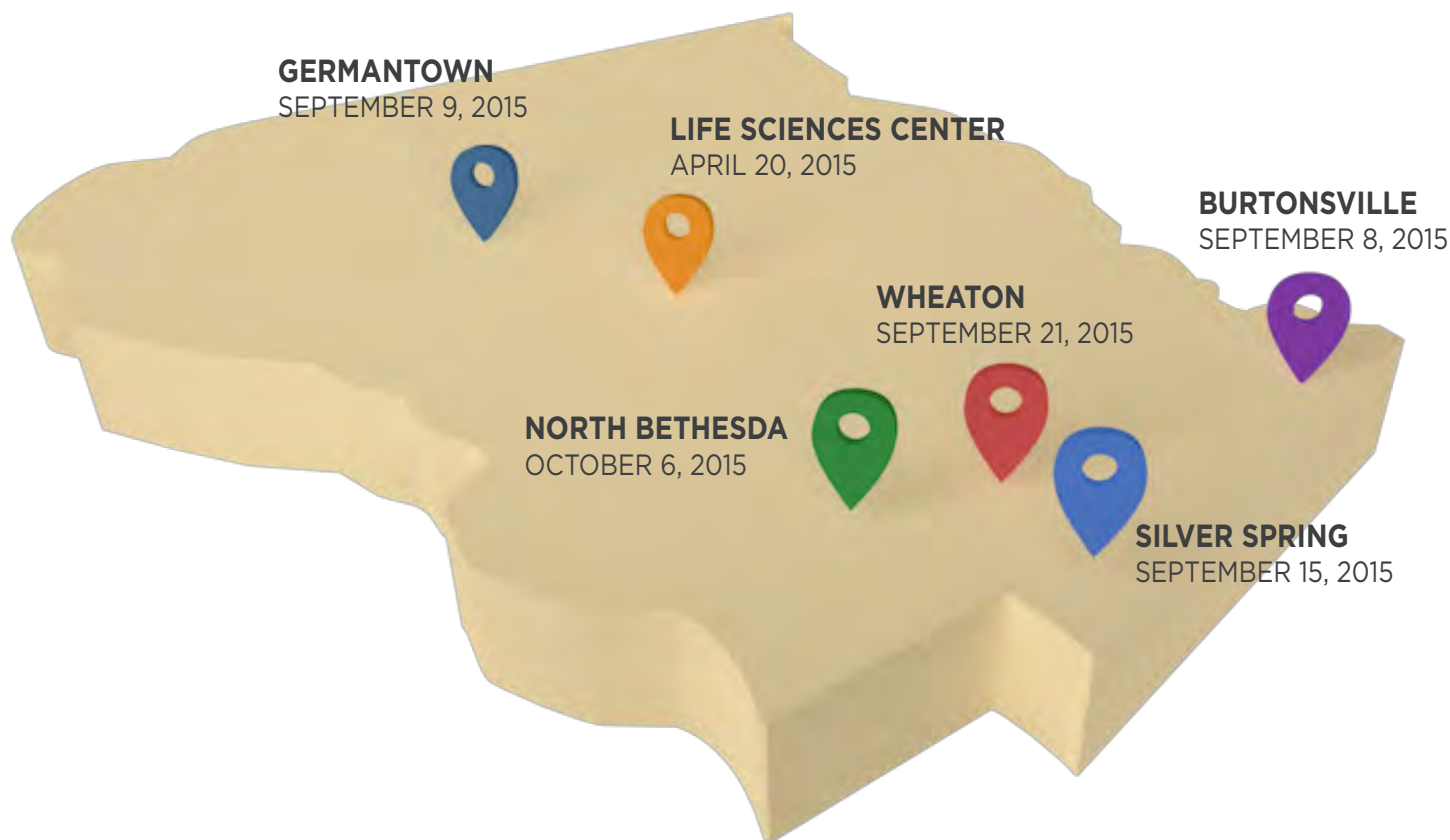 GERMANTOWN
SEPTEMBER 9, 2015
LIFE SCIENCES CENTER
APRIL 20, 2015
BURTONSVILLE
SEPTEMBER 8, 2015
WHEATON
SEPTEMBER 21, 2015
NORTH BETHESDA
OCTOBER 6, 2015
SILVER SPRING
SEPTEMBER 15, 2015